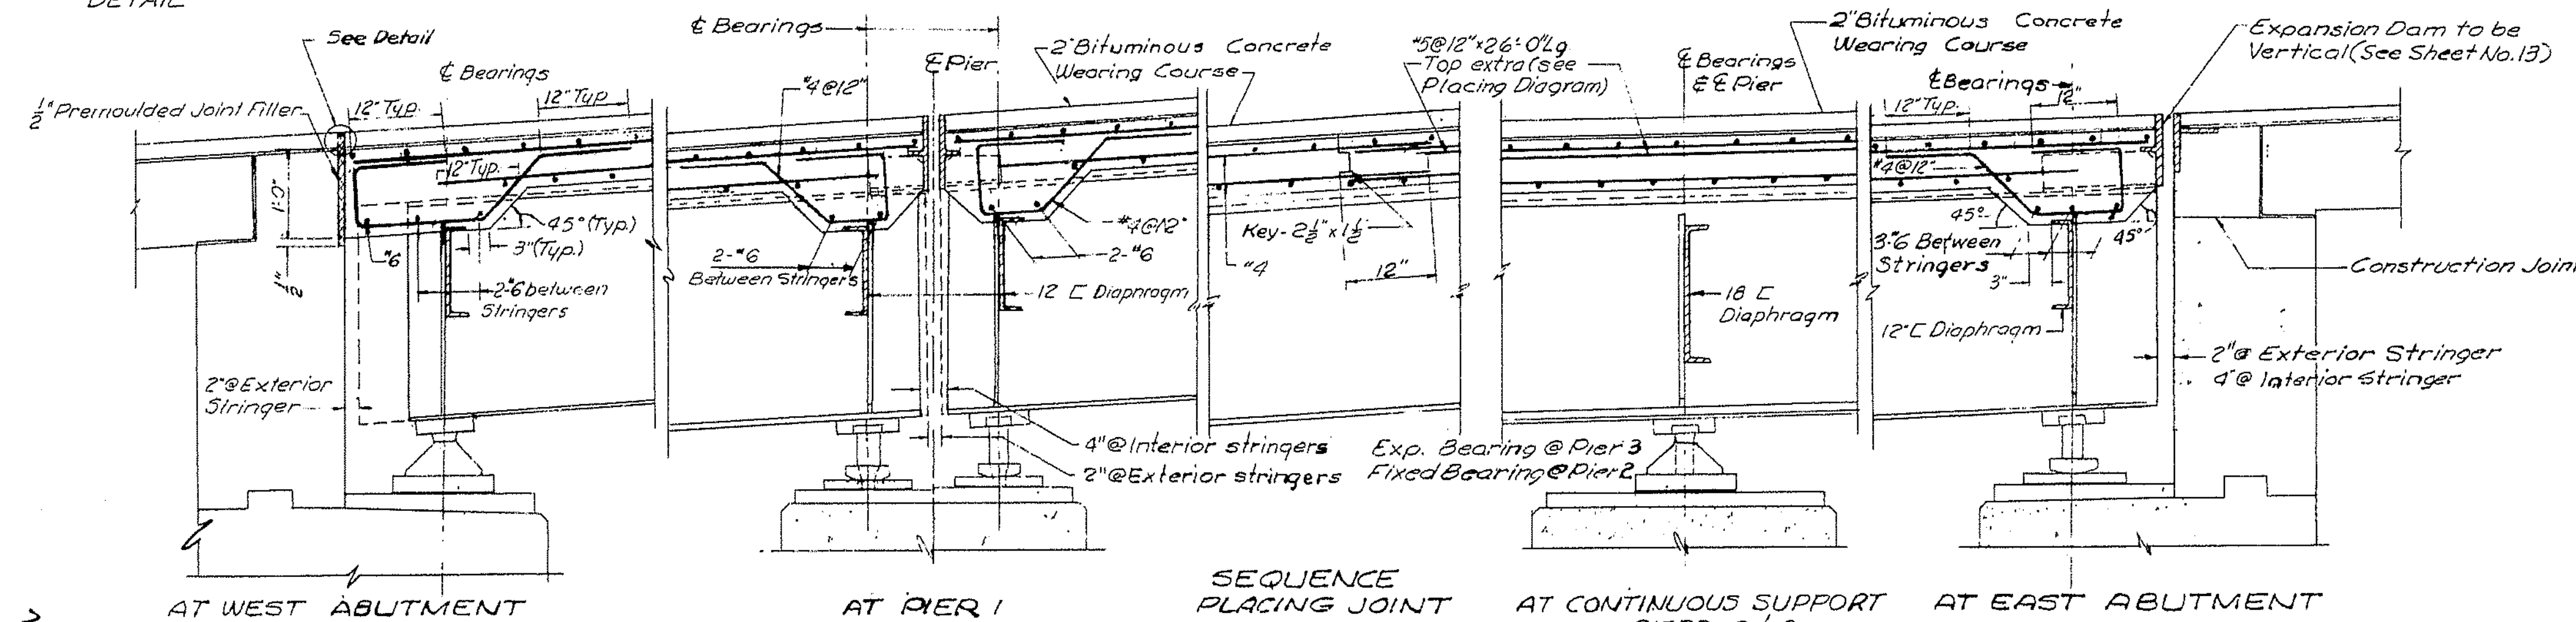 DETAIL
See Detail
℄ Bearings
1/2" Premoulded Joint Filler
12" Typ.
12" Typ
12" Typ.
1'-0"
1/2"
45° (Typ.)
3" (Typ.)
#6
2-#6 between
Stringers
2"@ Exterior
Stringer
AT WEST ABUTMENT
℄ Bearings
℄ Pier
2" Bituminous Concrete
Wearing Course
#4@12"
#4@12"
2-#6
Between Stringers
2-#6
12 ⊏ Diaphragm
4"@ Interior stringers
2"@ Exterior stringers
AT PIER 1
#5@12"x26'-0"Lg
Top extra (see
Placing Diagram)
Key-2½"x1½
#4
12"
SEQUENCE
PLACING JOINT
℄ Bearings
& ℄ Pier
2" Bituminous Concrete
Wearing Course
18 ⊏
Diaphragm
Exp. Bearing @ Pier 3
Fixed Bearing @ Pier 2
AT CONTINUOUS SUPPORT
℄ Bearings
12"
12" Typ.
Expansion Dam to be
Vertical (See Sheet No. 13)
#4@12"
45°
45°
3-#6 Between
Stringers
3"
12" ⊏ Diaphragm
Construction Joint
2"@ Exterior Stringer
4"@ Interior Stringer
AT EAST ABUTMENT